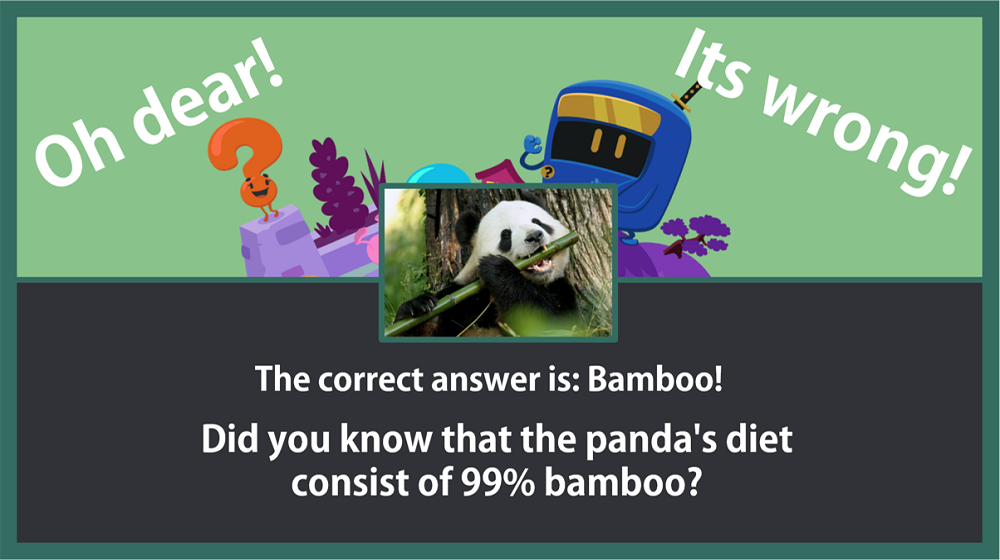 Oh dear!
Its wrong!
?
The correct answer is: Bamboo!
Did you know that the panda's diet
consist of 99% bamboo?